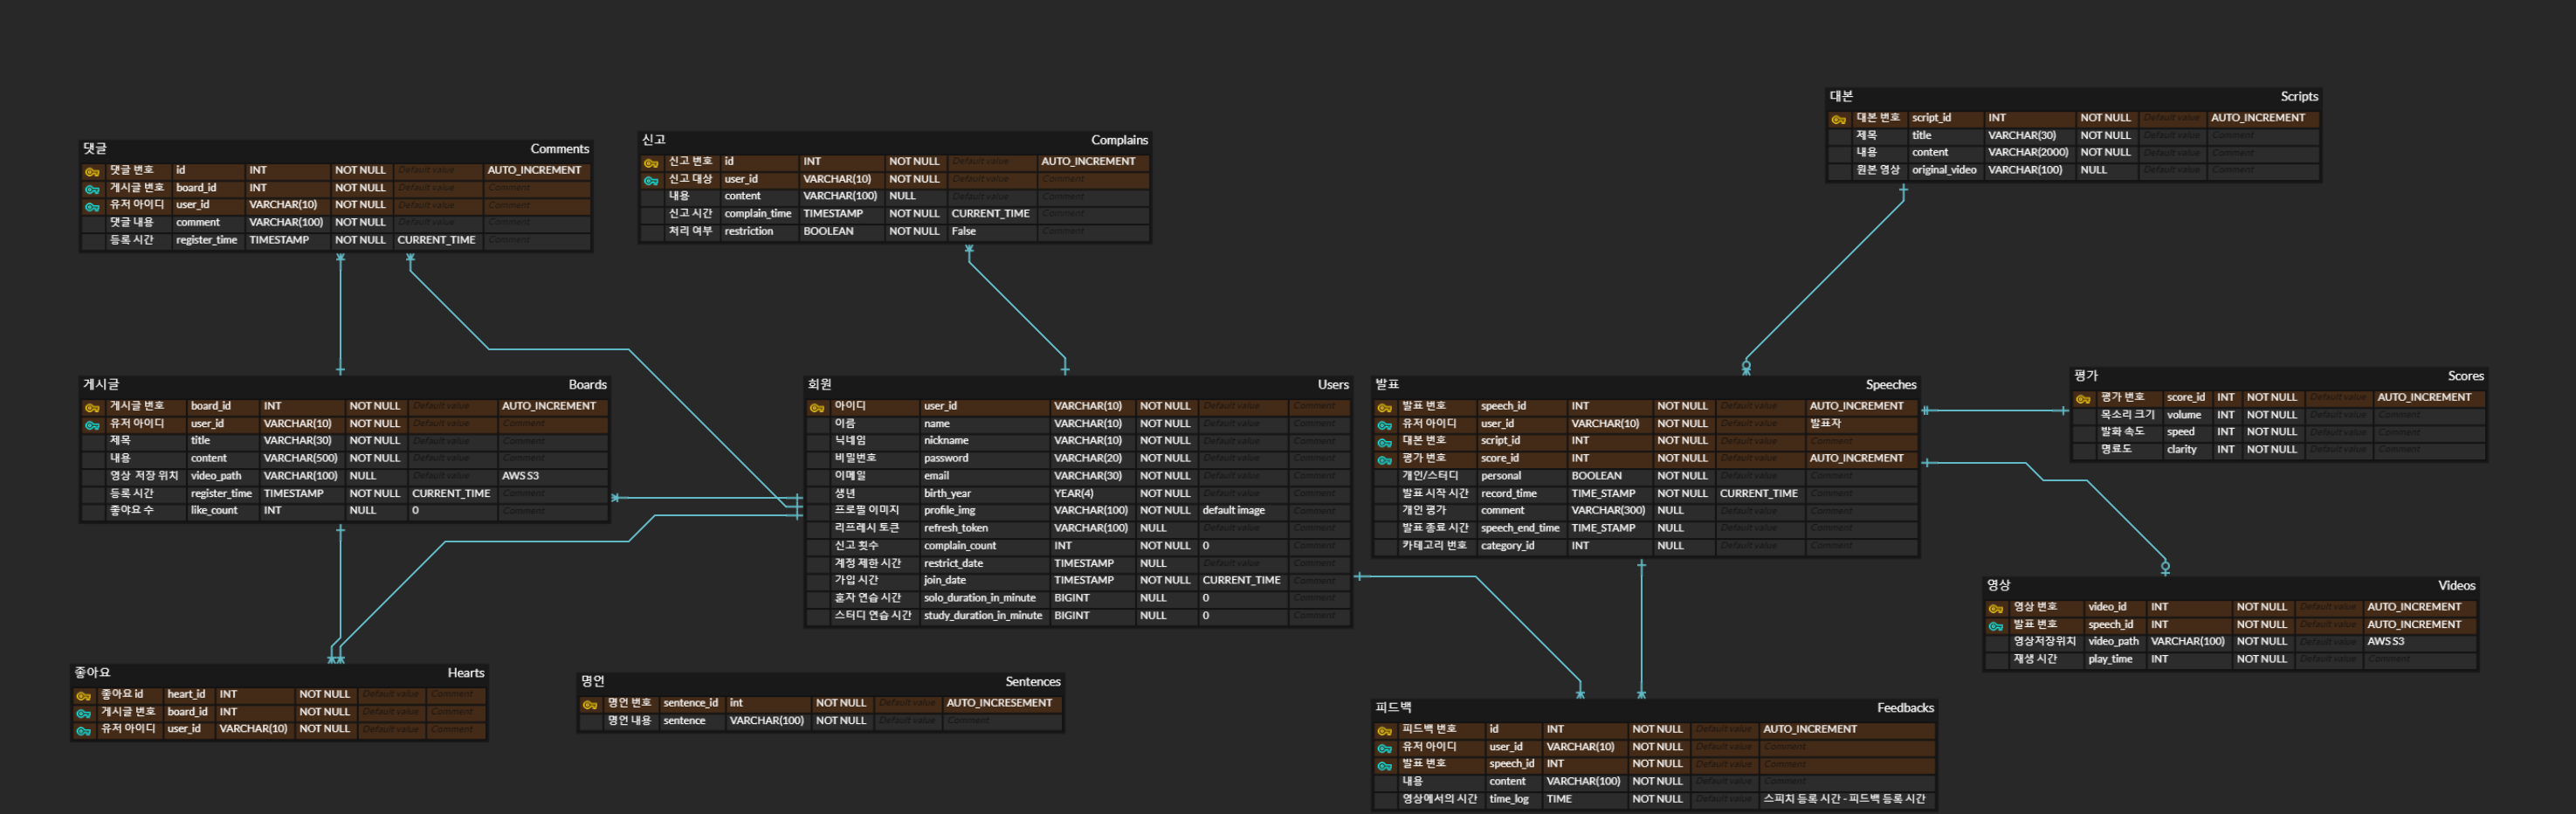 대본 Scripts
대본 번호 script_id INT NOT NULL Default value AUTO_INCREMENT
제목 title VARCHAR(30) NOT NULL Default value Comment
내용 content VARCHAR(2000) NOT NULL Default value Comment
원본 영상 original_video VARCHAR(100) NULL Default value Comment
신고 Complains
신고 번호 id INT NOT NULL Default value AUTO_INCREMENT
신고 대상 user_id VARCHAR(10) NOT NULL Default value Comment
내용 content VARCHAR(100) NULL Default value Comment
신고 시간 complain_time TIMESTAMP NOT NULL CURRENT_TIME Comment
처리 여부 restriction BOOLEAN NOT NULL False Comment
댓글 Comments
댓글 번호 id INT NOT NULL Default value AUTO_INCREMENT
게시글 번호 board_id INT NOT NULL Default value Comment
유저 아이디 user_id VARCHAR(10) NOT NULL Default value Comment
댓글 내용 comment VARCHAR(100) NOT NULL Default value Comment
등록 시간 register_time TIMESTAMP NOT NULL CURRENT_TIME Comment
게시글 Boards
게시글 번호 board_id INT NOT NULL Default value AUTO_INCREMENT
유저 아이디 user_id VARCHAR(10) NOT NULL Default value Comment
제목 title VARCHAR(30) NOT NULL Default value Comment
내용 content VARCHAR(500) NOT NULL Default value Comment
영상 저장 위치 video_path VARCHAR(100) NULL Default value AWS S3
등록 시간 register_time TIMESTAMP NOT NULL CURRENT_TIME Comment
좋아요 수 like_count INT NULL 0 Comment
회원 Users
아이디 user_id VARCHAR(10) NOT NULL Default value Comment
이름 name VARCHAR(10) NOT NULL Default value Comment
닉네임 nickname VARCHAR(10) NOT NULL Default value Comment
비밀번호 password VARCHAR(20) NOT NULL Default value Comment
이메일 email VARCHAR(30) NOT NULL Default value Comment
생년 birth_year YEAR(4) NOT NULL Default value Comment
프로필 이미지 profile_img VARCHAR(100) NOT NULL default image Comment
리프레시 토큰 refresh_token VARCHAR(100) NULL Default value Comment
신고 횟수 complain_count INT NOT NULL 0 Comment
계정 제한 시간 restrict_date TIMESTAMP NULL Default value Comment
가입 시간 join_date TIMESTAMP NOT NULL CURRENT_TIME Comment
혼자 연습 시간 solo_duration_in_minute BIGINT NULL 0 Comment
스터디 연습 시간 study_duration_in_minute BIGINT NULL 0 Comment
발표 Speeches
발표 번호 speech_id INT NOT NULL Default value AUTO_INCREMENT
유저 아이디 user_id VARCHAR(10) NOT NULL Default value 발표자
대본 번호 script_id INT NOT NULL Default value Comment
평가 번호 score_id INT NOT NULL Default value AUTO_INCREMENT
개인/스터디 personal BOOLEAN NOT NULL Default value Comment
발표 시작 시간 record_time TIME_STAMP NOT NULL CURRENT_TIME Comment
개인 평가 comment VARCHAR(300) NULL Default value Comment
발표 종료 시간 speech_end_time TIME_STAMP NULL Default value Comment
카테고리 번호 category_id INT NULL Default value Comment
평가 Scores
평가 번호 score_id INT NOT NULL Default value AUTO_INCREMENT
목소리 크기 volume INT NOT NULL Default value Comment
발화 속도 speed INT NOT NULL Default value Comment
명료도 clarity INT NOT NULL Default value Comment
영상 Videos
영상 번호 video_id INT NOT NULL Default value AUTO_INCREMENT
발표 번호 speech_id INT NOT NULL Default value AUTO_INCREMENT
영상저장위치 video_path VARCHAR(100) NOT NULL Default value AWS S3
재생 시간 play_time INT NOT NULL Default value Comment
좋아요 Hearts
좋아요 id heart_id INT NOT NULL Default value Comment
게시글 번호 board_id INT NOT NULL Default value Comment
유저 아이디 user_id VARCHAR(10) NOT NULL Default value Comment
명언 Sentences
명언 번호 sentence_id int NOT NULL Default value AUTO_INCRESEMENT
명언 내용 sentence VARCHAR(100) NOT NULL Default value Comment
피드백 Feedbacks
피드백 번호 id INT NOT NULL Default value AUTO_INCREMENT
유저 아이디 user_id VARCHAR(10) NOT NULL Default value Comment
발표 번호 speech_id INT NOT NULL Default value Comment
내용 content VARCHAR(100) NOT NULL Default value Comment
영상에서의 시간 time_log TIME NOT NULL Default value 스피치 등록 시간 - 피드백 등록 시간